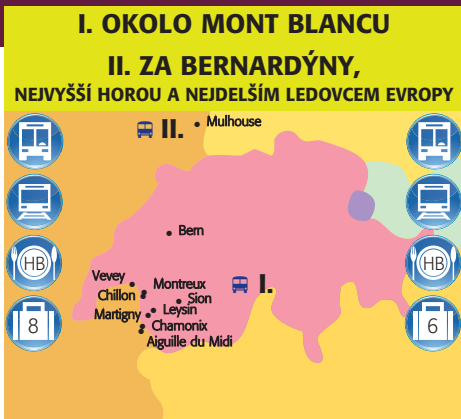 I. OKOLO MONT BLANCU
II. ZA BERNARDÝNY,
NEJVYŠŠÍ HOROU A NEJDELŠÍM LEDOVCEM EVROPY
II.
Mulhouse
Bern
HB
HB
Vevey
Montreux
I.
Chillon
Sion
Martigny
Leysin
8
Chamonix
6
Aiguille du Midi